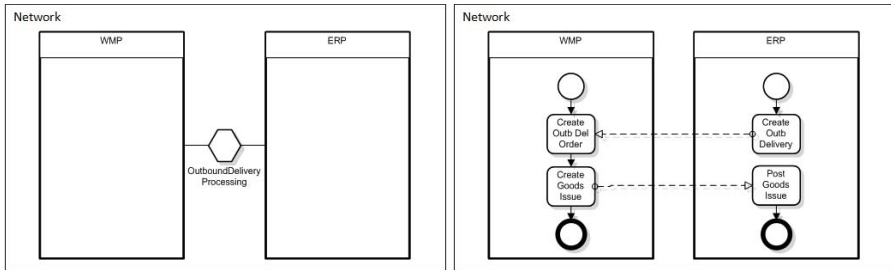 Network
WMP
ERP
OutboundDelivery
Processing
Network
WMP
ERP
Create
Outb Del
Order
Create
Outb
Delivery
Create
Goods
Issue
Post
Goods
Issue